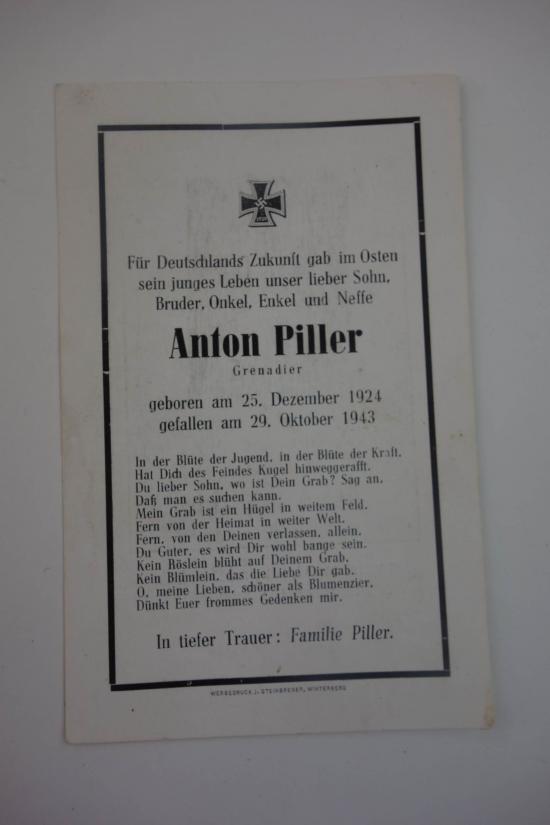 Für Deutschlands Zukunft gab im Osten
sein junges Leben unser lieber Sohn,
Bruder, Onkel, Enkel und Neffe
Anton Piller
Grenadier
geboren am 25. Dezember 1924
gefallen am 29. Oktober 1943
In der Blüte der Jugend, in der Blüte der Kraft,
Hat Dich des Feindes Kugel hinweggerafft.
Du lieber Sohn, wo ist Dein Grab? Sag an,
Daß man es suchen kann.
Mein Grab ist ein Hügel in weitem Feld,
Fern von der Heimat in weiter Welt.
Fern, von den Deinen verlassen, allein,
Du Guter, es wird Dir wohl bange sein.
Kein Röslein blüht auf Deinem Grab,
Kein Blümlein, das die Liebe Dir gab.
O, meine Lieben, schöner als Blumenzier,
Dünkt Euer frommes Gedenken mir.
In tiefer Trauer: Familie Piller.
WERBEDRUCK J. STEINBRENER, WINTERBERG